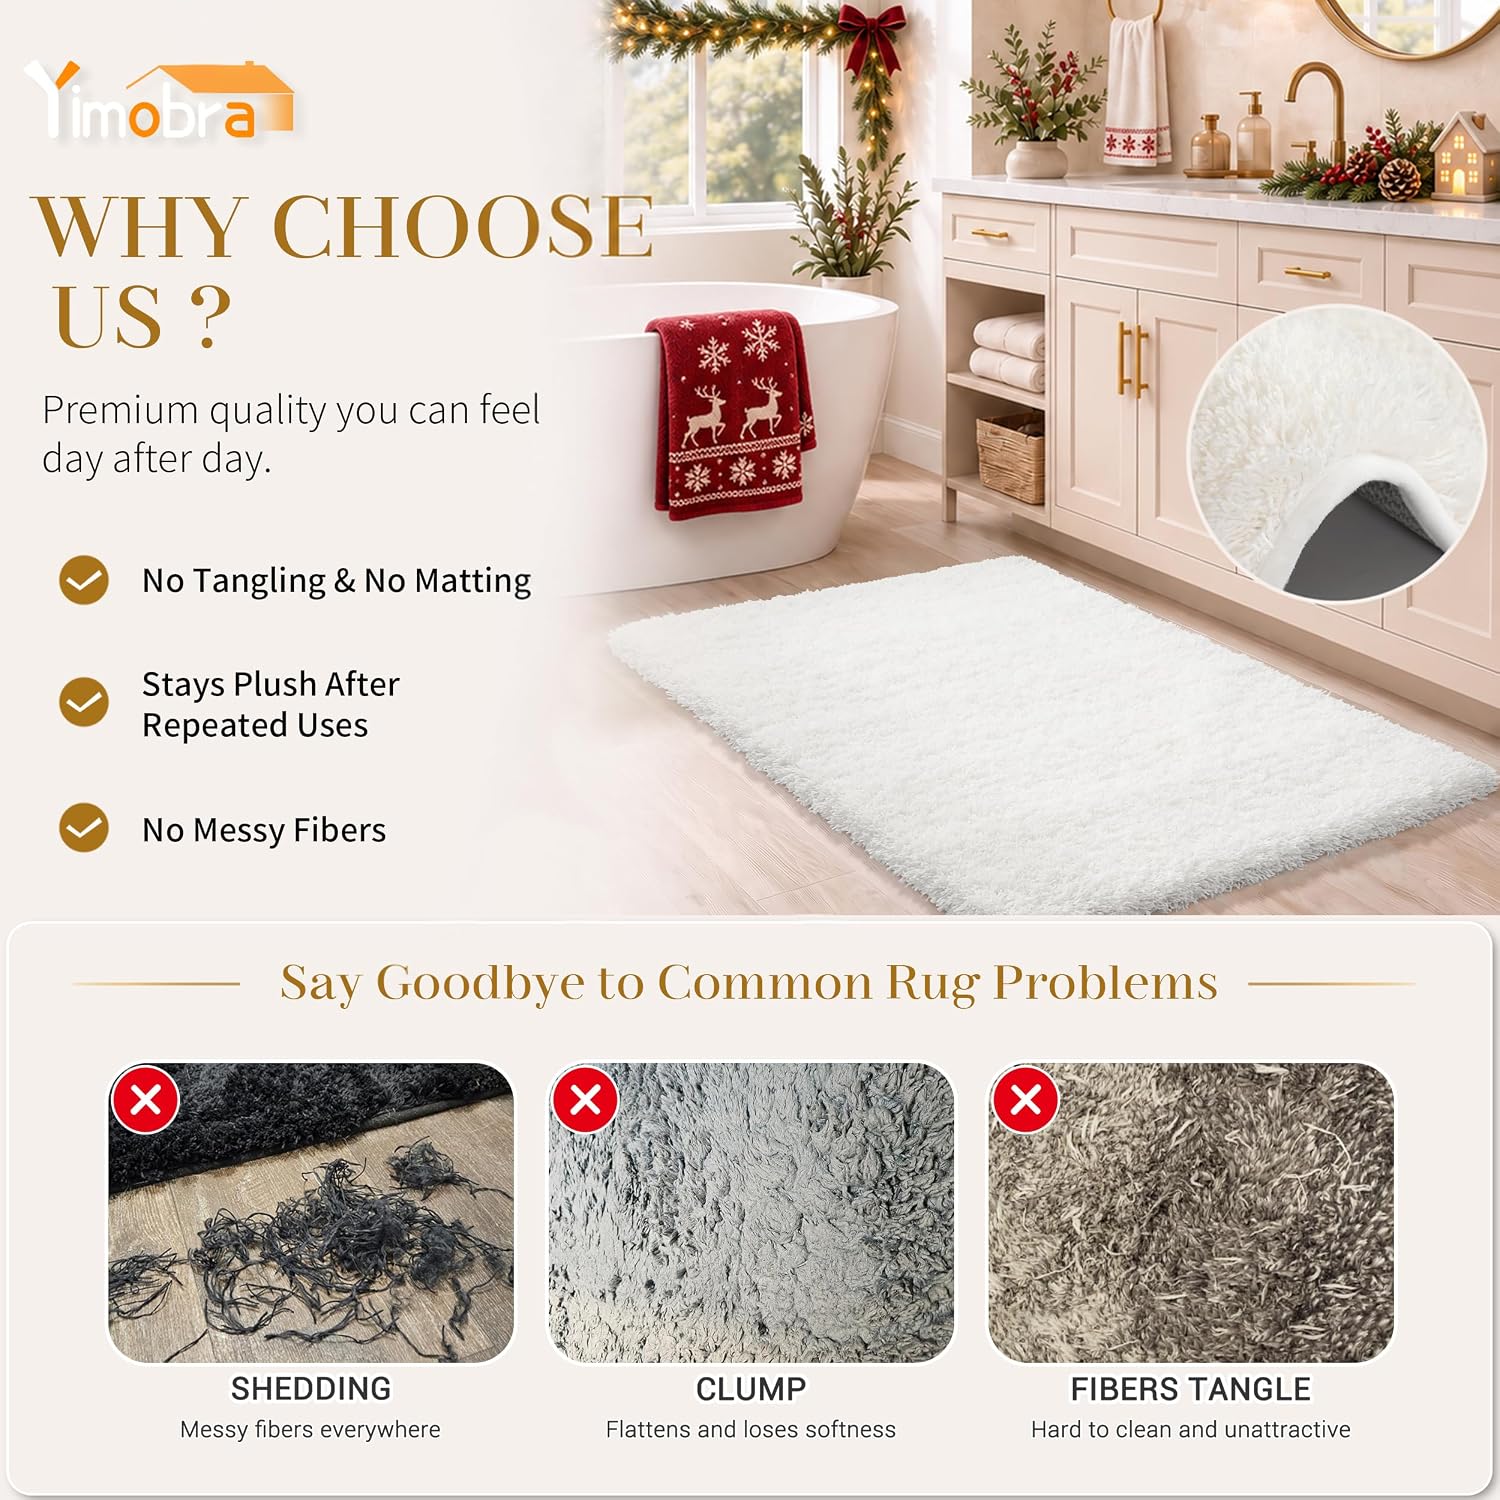 Yimobra
WHY CHOOSE
US ?
Premium quality you can feel
day after day.
No Tangling & No Matting
Stays Plush After
Repeated Uses
No Messy Fibers
Say Goodbye to Common Rug Problems
SHEDDING
Messy fibers everywhere
CLUMP
Flattens and loses softness
FIBERS TANGLE
Hard to clean and unattractive